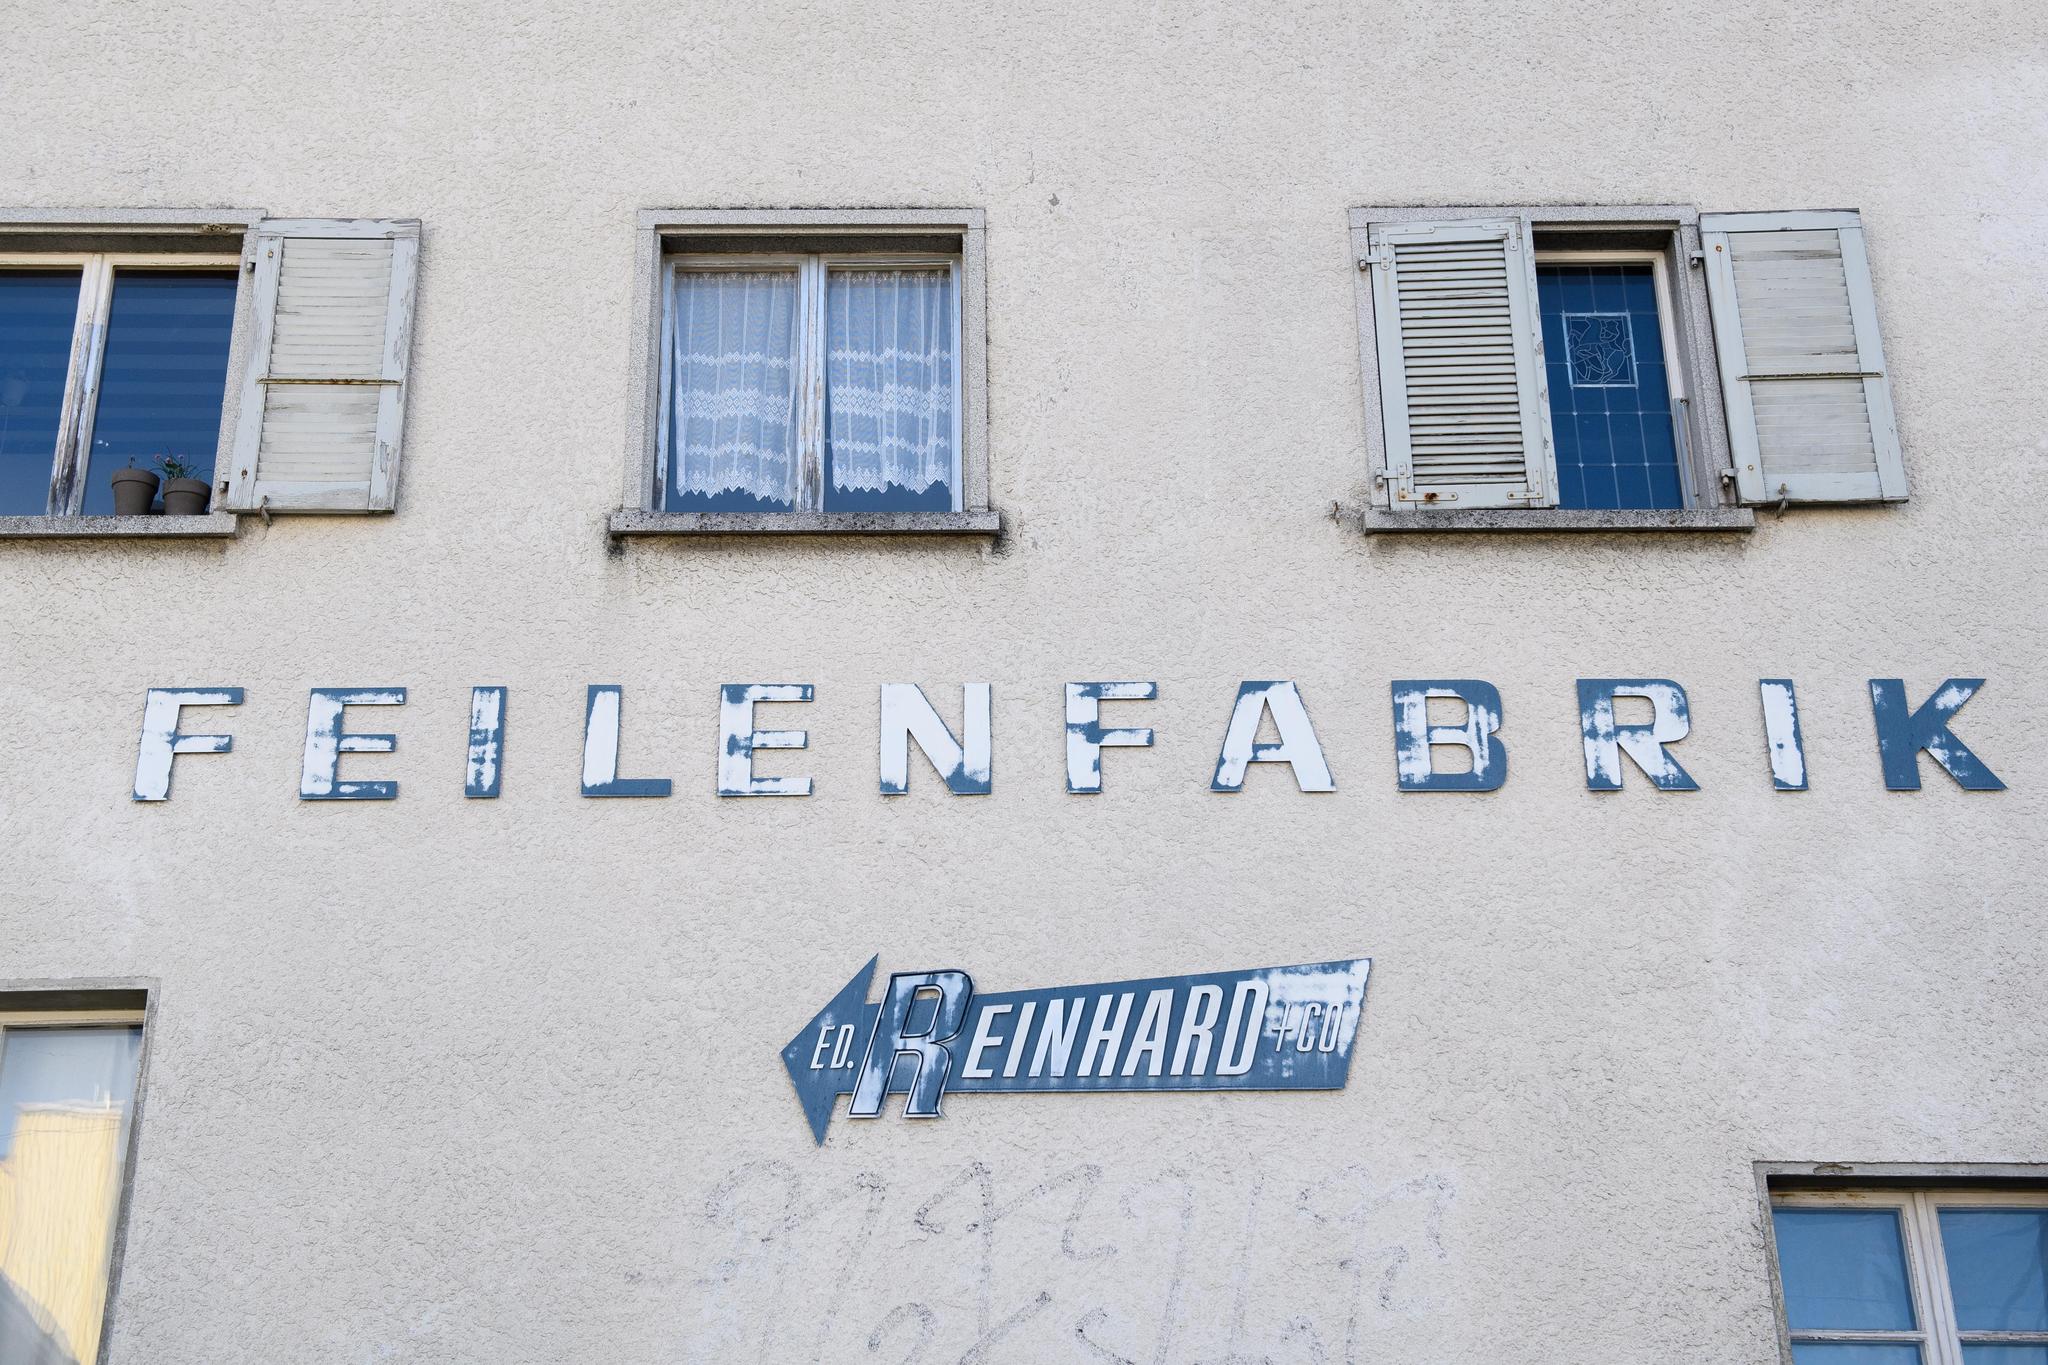 FEILENFABRIK
ED. REINHARD + CO